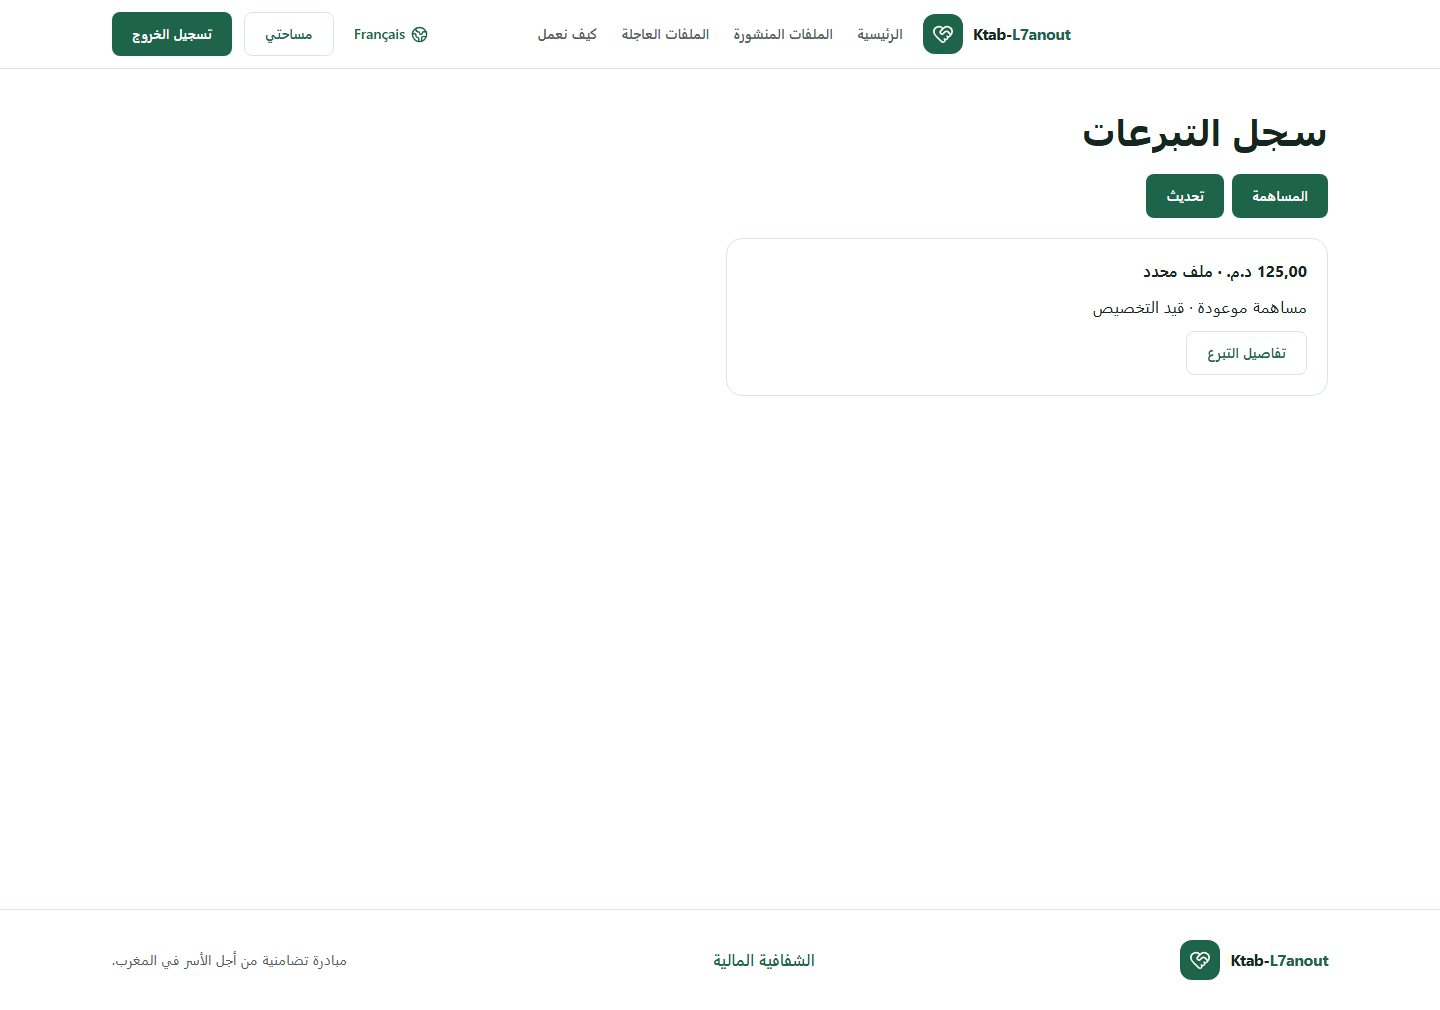 Ktab-L7anout
الرئيسية
الملفات المنشورة
الملفات العاجلة
كيف نعمل
Français
مساحتي
تسجيل الخروج
سجل التبرعات
المساهمة
تحديث
125,00 د.م. · ملف محدد
مساهمة موعودة · قيد التخصيص
تفاصيل التبرع
Ktab-L7anout
الشفافية المالية
مبادرة تضامنية من أجل الأسر في المغرب.